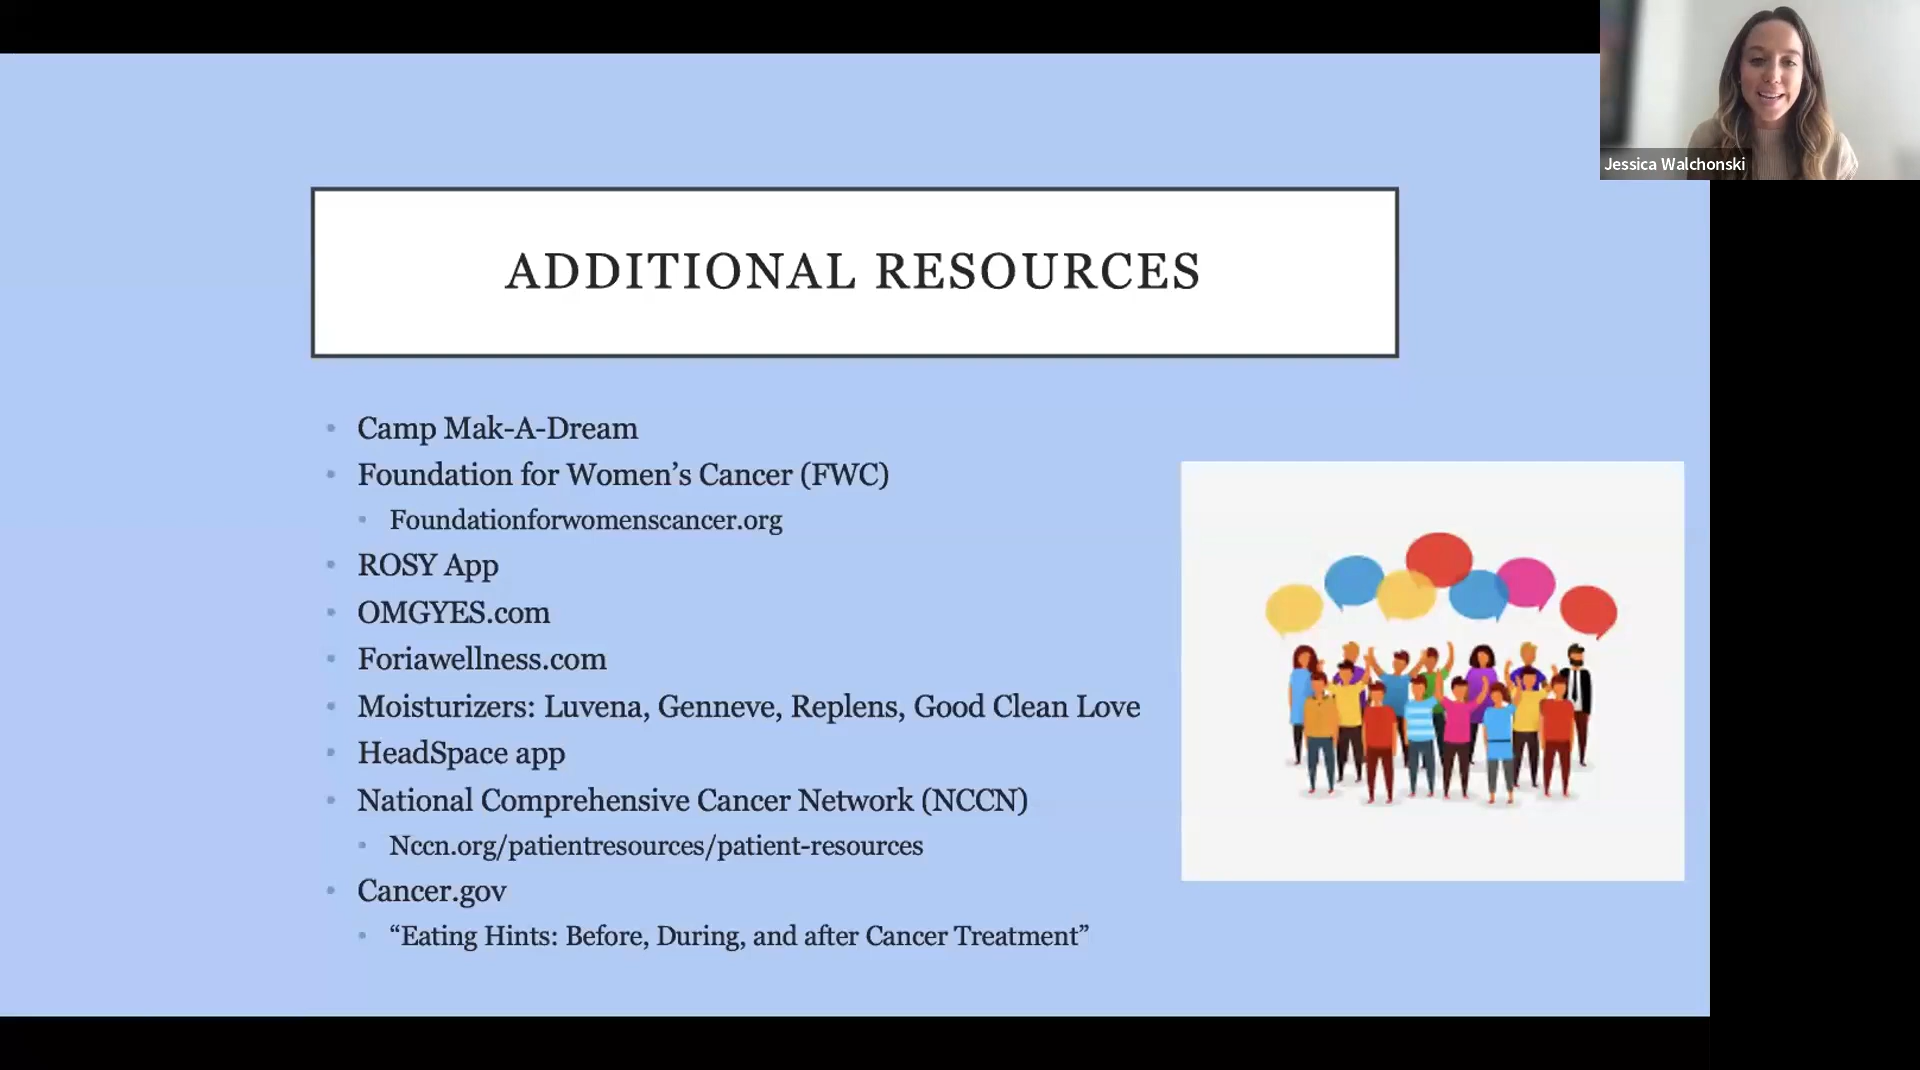 Jessica Walchonski
ADDITIONAL RESOURCES
Camp Mak-A-Dream
Foundation for Women’s Cancer (FWC)
Foundationforwomenscancer.org
ROSY App
OMGYES.com
Foriawellness.com
Moisturizers: Luvena, Genneve, Replens, Good Clean Love
HeadSpace app
National Comprehensive Cancer Network (NCCN)
Nccn.org/patientresources/patient-resources
Cancer.gov
“Eating Hints: Before, During, and after Cancer Treatment”